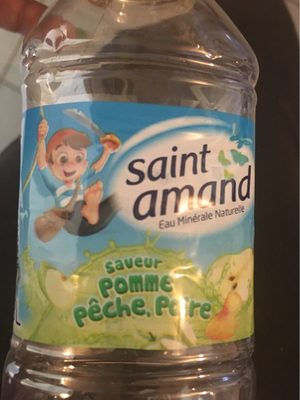 saint
amand
Eau Minérale Naturelle
saveur
POMME
PÊCHE, POIRE